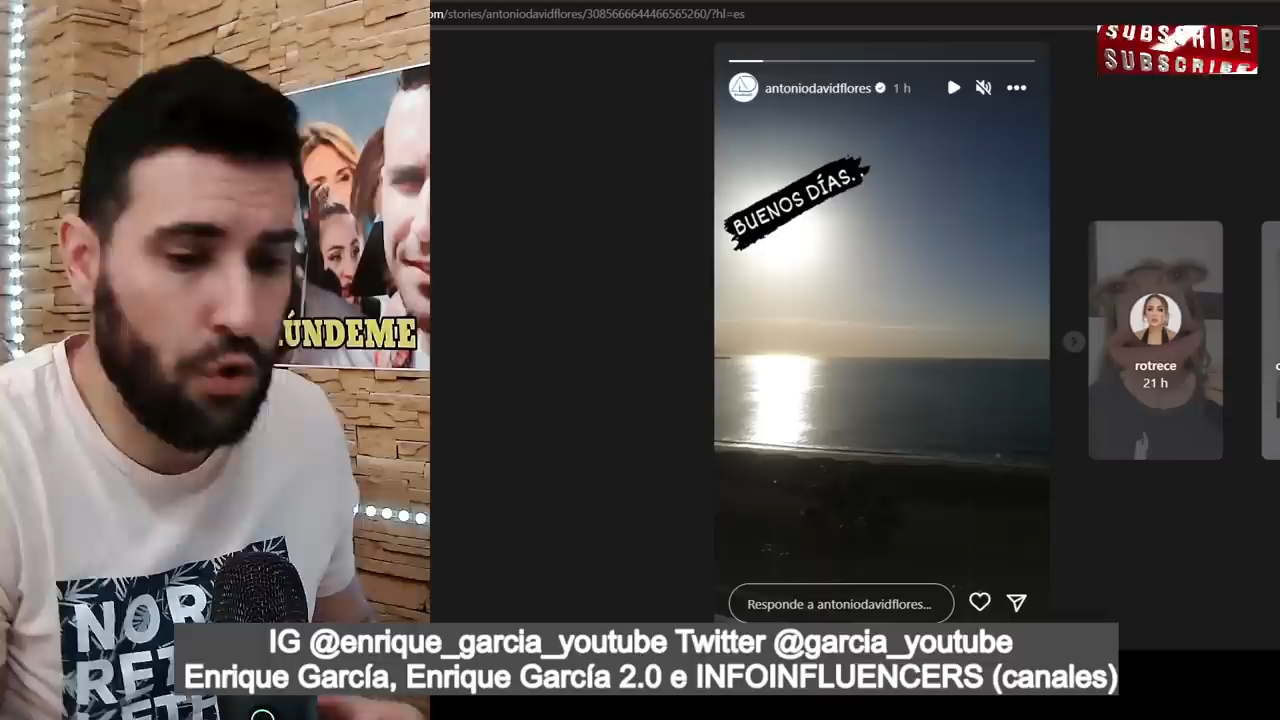 om/stories/antoniodavidflores/3085666644466565260/?hl=es
SUBSCRIBE
SUBSCRIBE
antoniodavidflores 1 h
BUENOS DÍAS..
ÚNDEME
rotrece
21 h
NOR
RET
Responde a antoniodavidflores...
IG @enrique_garcia_youtube Twitter @garcia_youtube
Enrique García, Enrique García 2.0 e INFOINFLUENCERS (canales)